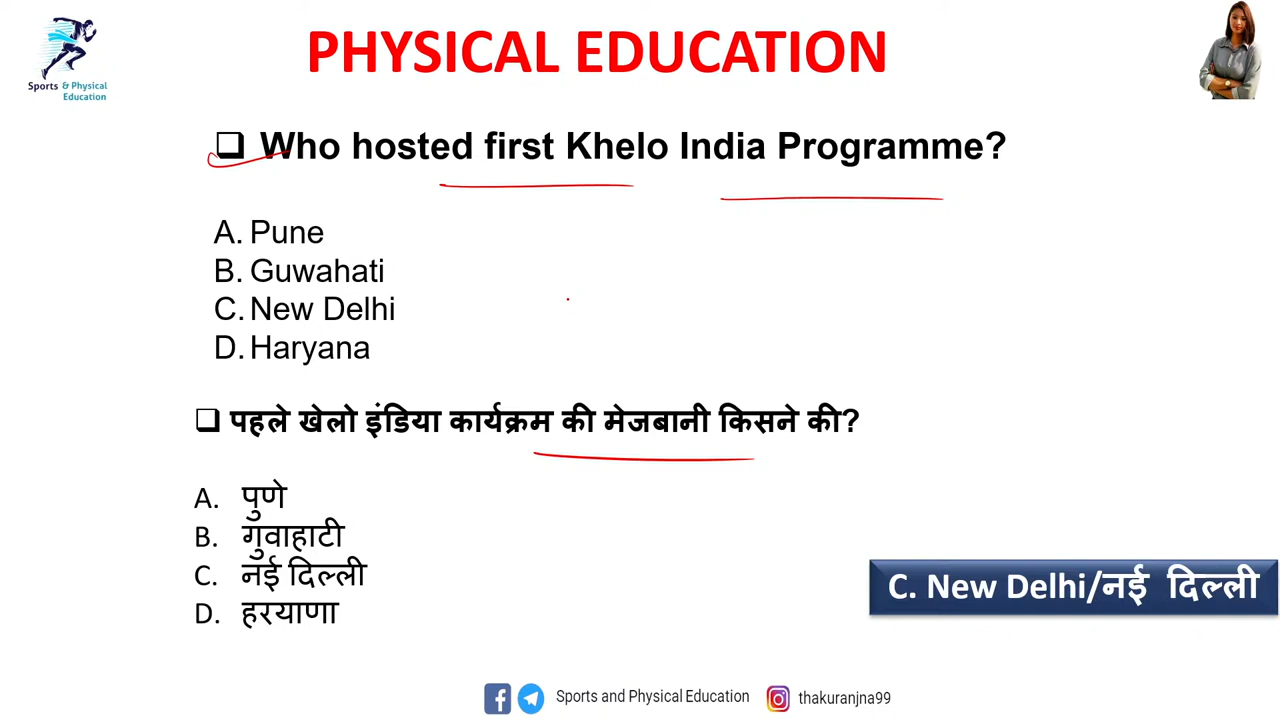 Sports & Physical
Education
PHYSICAL EDUCATION
Who hosted first Khelo India Programme?
A. Pune
B. Guwahati
C. New Delhi
D. Haryana
पहले खेलो इंडिया कार्यक्रम की मेजबानी किसने की?
A. पुणे
B. गुवाहाटी
C. नई दिल्ली
D. हरयाणा
C. New Delhi/नई दिल्ली
Sports and Physical Education thakuranjna99